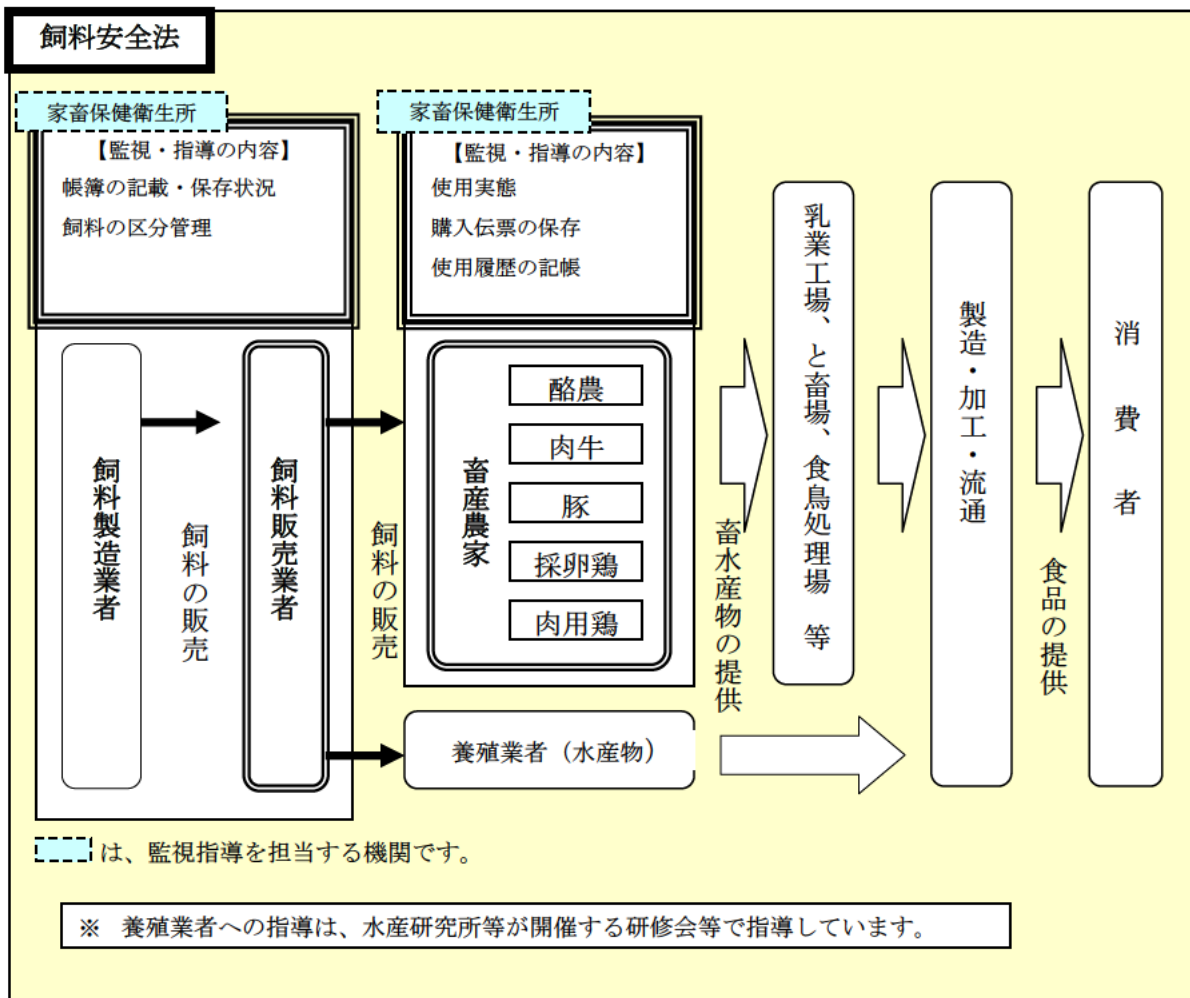 飼料安全法
家畜保健衛生所
【監視・指導の内容】
帳簿の記載・保存状況
飼料の区分管理
家畜保健衛生所
【監視・指導の内容】
使用実態
購入伝票の保存
使用履歴の記帳
飼料製造業者
飼料の販売
飼料販売業者
飼料の販売
畜産農家
酪農
肉牛
豚
採卵鶏
肉用鶏
養殖業者（水産物）
畜水産物の提供
乳業工場、と畜場、食鳥処理場　等
製造・加工・流通
食品の提供
消費者
は、監視指導を担当する機関です。
※　養殖業者への指導は、水産研究所等が開催する研修会等で指導しています。